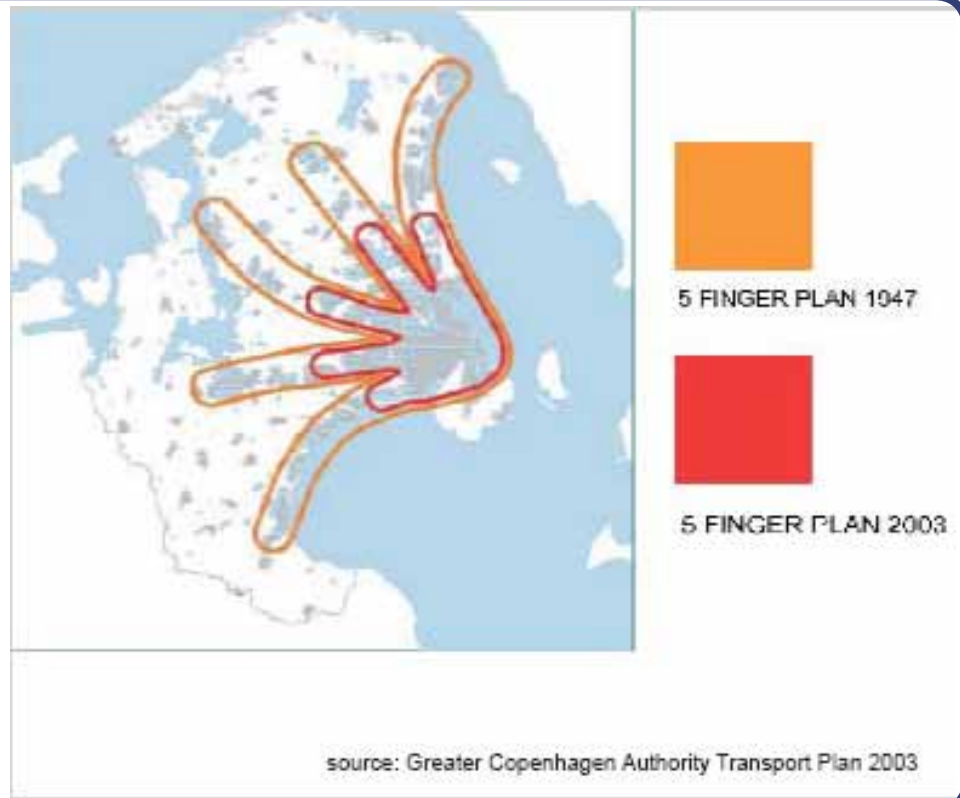 5 FINGER PLAN 1947
5 FINGER PLAN 2003
source: Greater Copenhagen Authority Transport Plan 2003